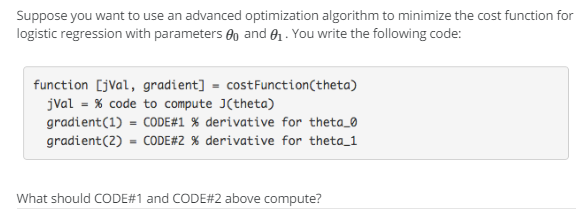 Suppose you want to use an advanced optimization algorithm to minimize the cost function for
logistic regression with parameters θ₀ and θ₁. You write the following code:
function [jVal, gradient] = costFunction(theta)
jVal = % code to compute J(theta)
gradient(1) = CODE#1 % derivative for theta_0
gradient(2) = CODE#2 % derivative for theta_1
What should CODE#1 and CODE#2 above compute?